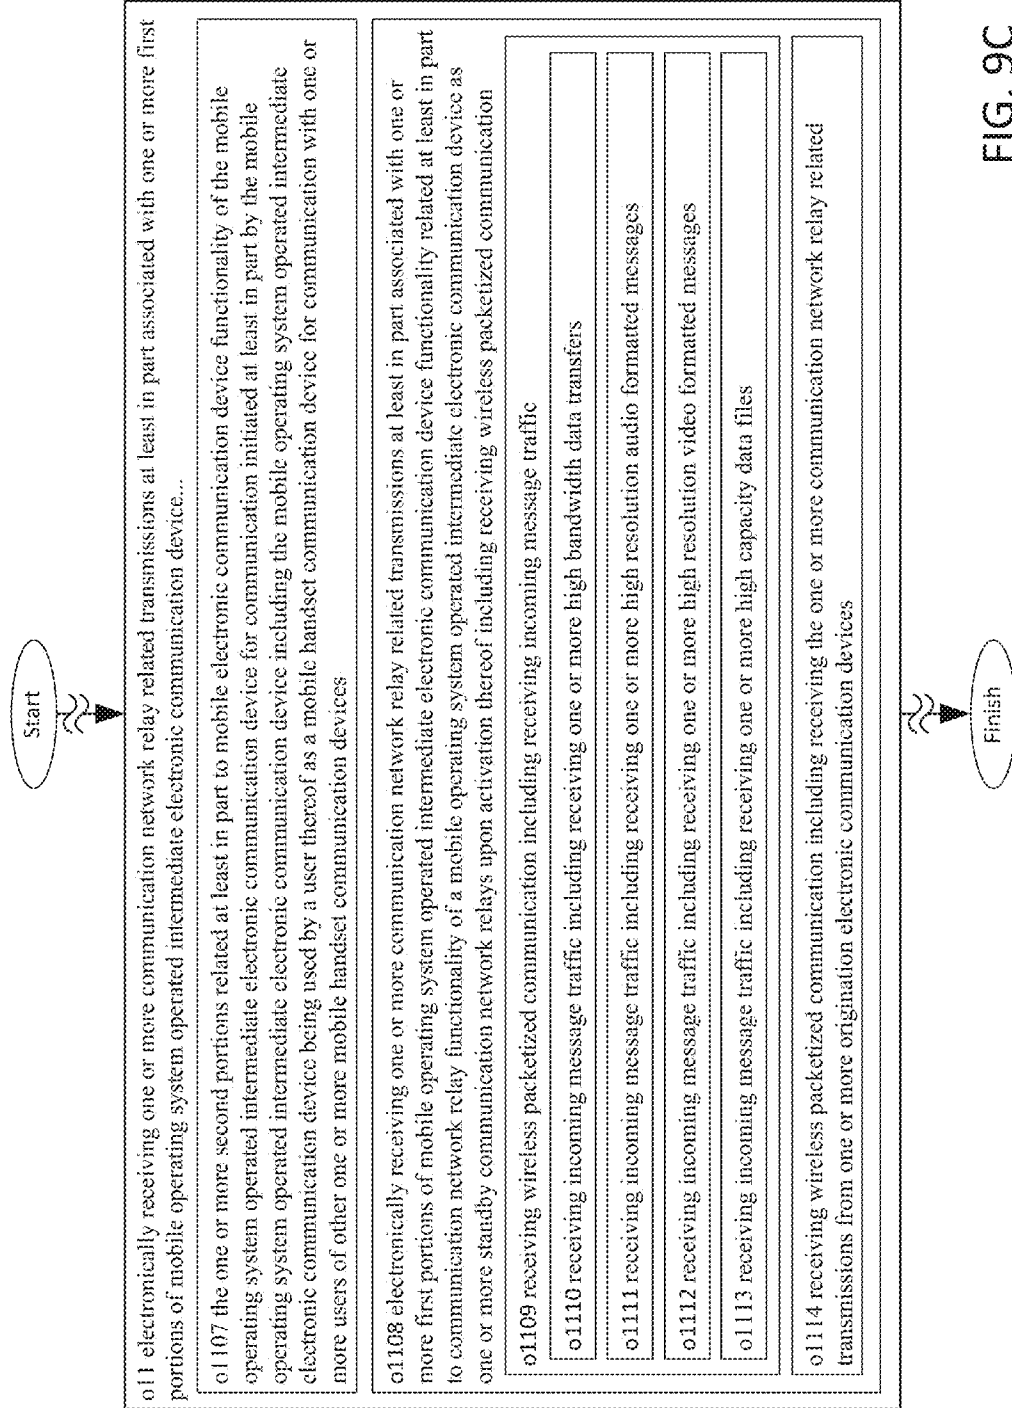 Start
o11 electronically receiving one or more communication network relay related transmissions at least in part associated with one or more first
portions of mobile operating system operated intermediate electronic communication device...
o1107 the one or more second portions related at least in part to mobile electronic communication device functionality of the mobile
operating system operated intermediate electronic communication device for communication initiated at least in part by the mobile
operating system operated intermediate electronic communication device including the mobile operating system operated intermediate
electronic communication device being used by a user thereof as a mobile handset communication device for communication with one or
more users of other one or more mobile handset communication devices
o1108 electronically receiving one or more communication network relay related transmissions at least in part associated with one or
more first portions of mobile operating system operated intermediate electronic communication device functionality related at least in part
to communication network relay functionality of a mobile operating system operated intermediate electronic communication device as
one or more standby communication network relays upon activation thereof including receiving wireless packetized communication
o1109 receiving wireless packetized communication including receiving incoming message traffic
o1110 receiving incoming message traffic including receiving one or more high bandwidth data transfers
o1111 receiving incoming message traffic including receiving one or more high resolution audio formatted messages
o1112 receiving incoming message traffic including receiving one or more high resolution video formatted messages
o1113 receiving incoming message traffic including receiving one or more high capacity data files
o1114 receiving wireless packetized communication including receiving the one or more communication network relay related
transmissions from one or more origination electronic communication devices
Finish
FIG. 9C